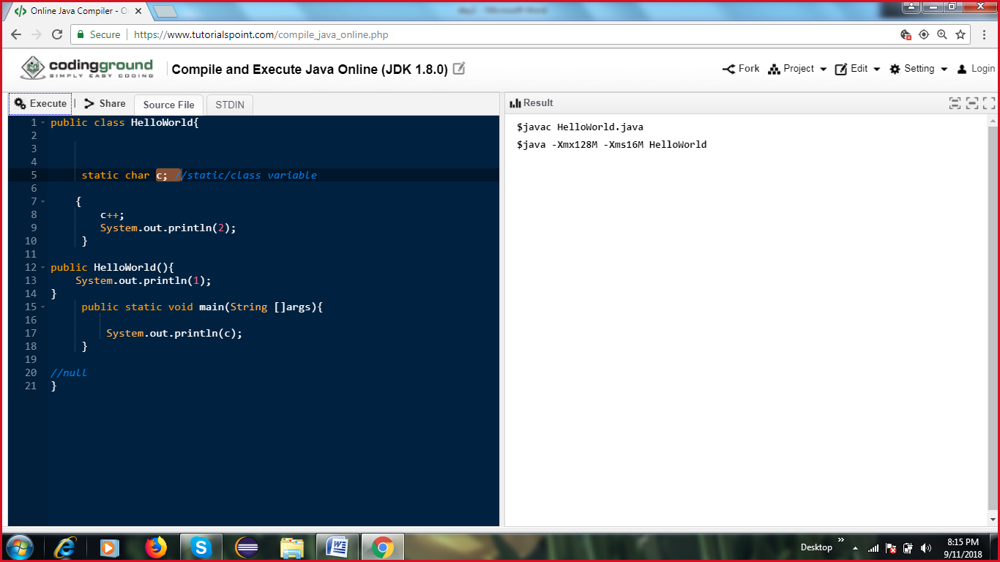 Online Java Compiler - O
day2 - Microsoft Word
Secure | https://www.tutorialspoint.com/compile_java_online.php
codingground
SIMPLY EASY CODING
Compile and Execute Java Online (JDK 1.8.0)
Fork Project Edit Setting Login
Execute | Share Source File STDIN
Result
1 public class HelloWorld{
2
3
4
5 static char c; //static/class variable
6
7 {
8 c++;
9 System.out.println(2);
10 }
11
12 public HelloWorld(){
13 System.out.println(1);
14 }
15 public static void main(String []args){
16
17 System.out.println(c);
18 }
19
20 //null
21 }
$javac HelloWorld.java
$java -Xmx128M -Xms16M HelloWorld
Desktop
8:15 PM
9/11/2018